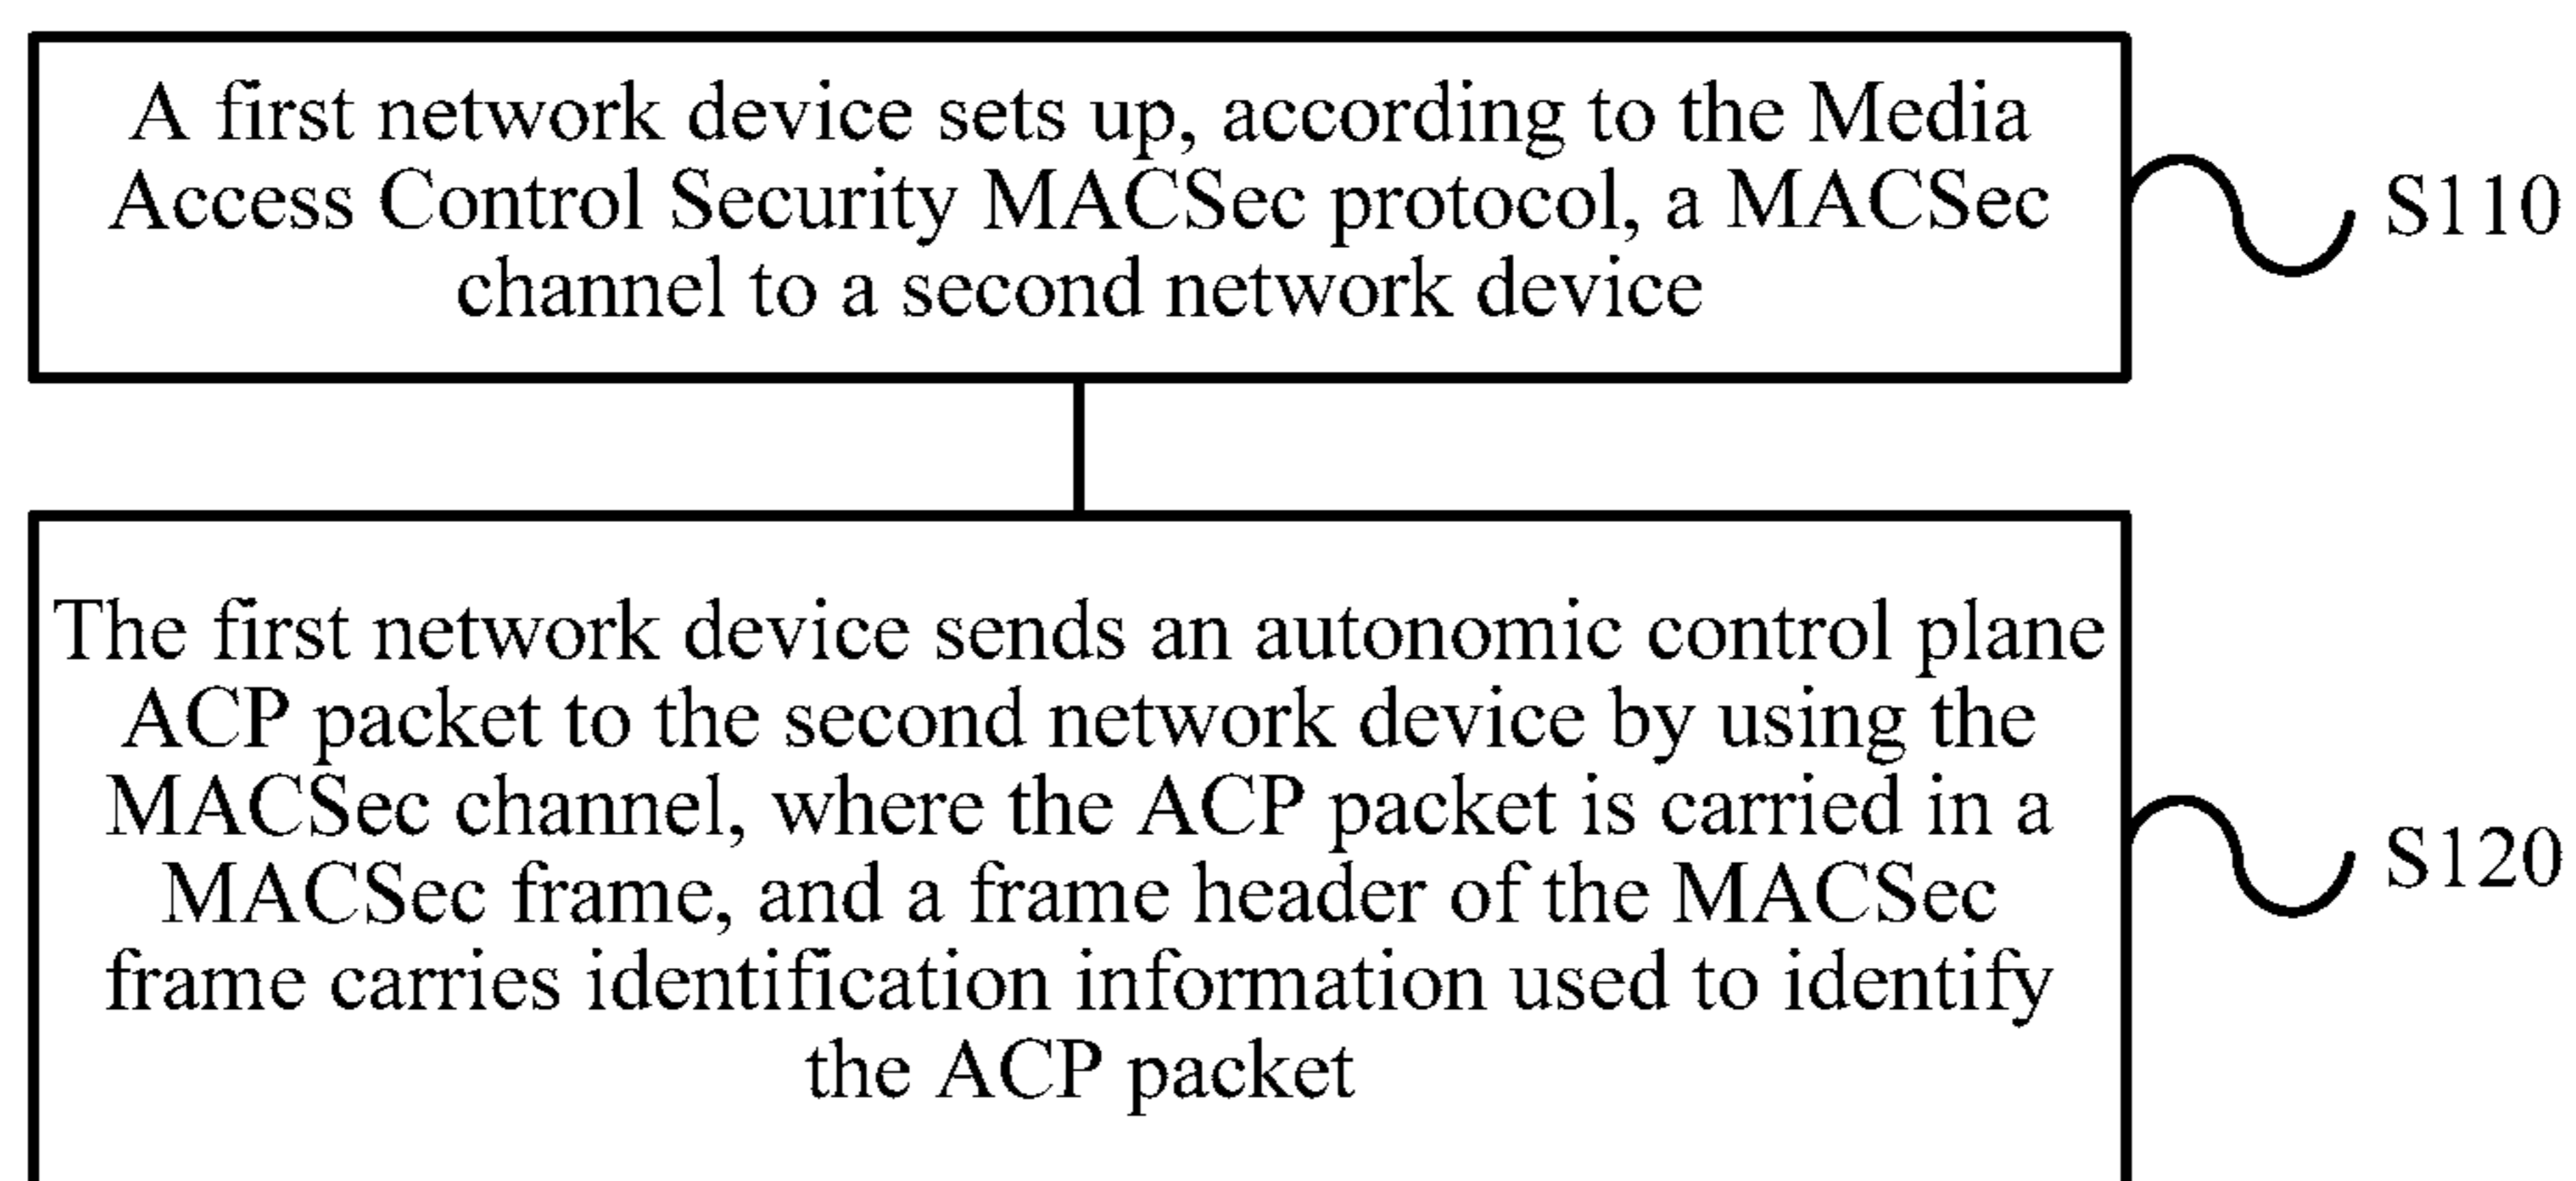 A first network device sets up, according to the Media
Access Control Security MACSec protocol, a MACSec
channel to a second network device
S110
The first network device sends an autonomic control plane
ACP packet to the second network device by using the
MACSec channel, where the ACP packet is carried in a
MACSec frame, and a frame header of the MACSec
frame carries identification information used to identify
the ACP packet
S120